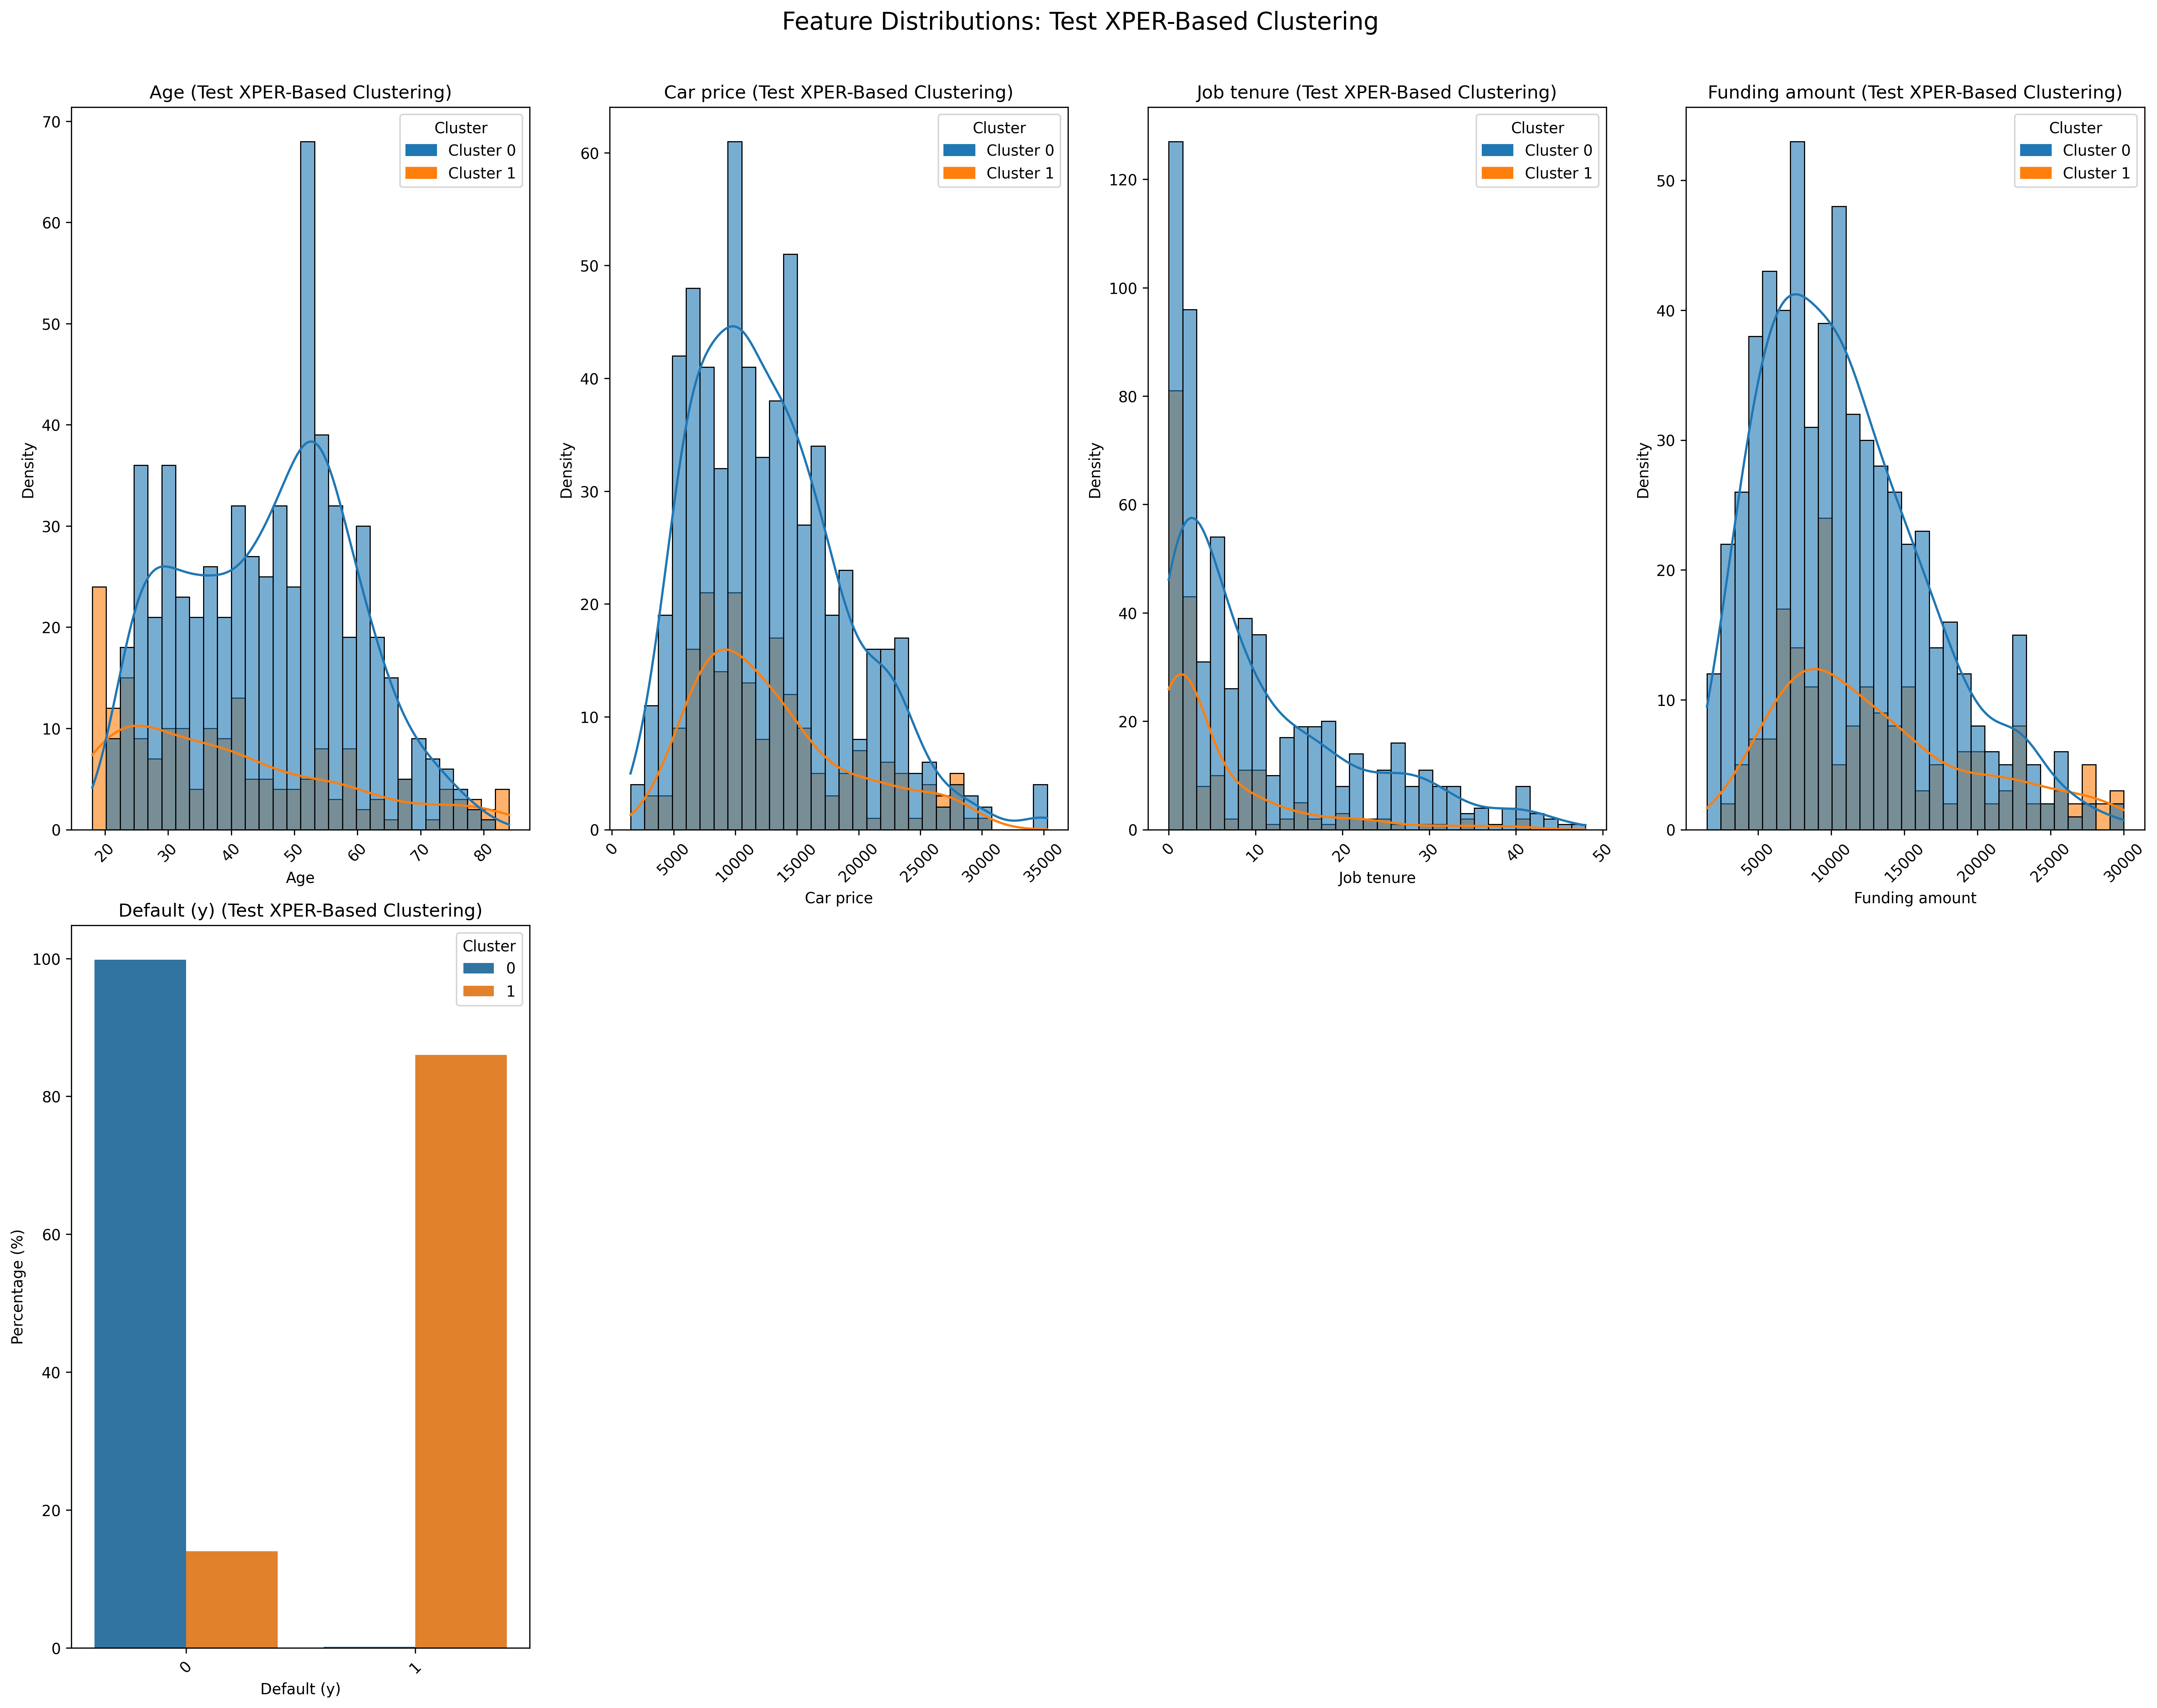 Feature Distributions: Test XPER-Based Clustering
Age (Test XPER-Based Clustering)
Density
70
60
50
40
30
20
10
0
20
30
40
50
60
70
80
Age
Cluster
Cluster 0
Cluster 1
Car price (Test XPER-Based Clustering)
Density
60
50
40
30
20
10
0
0
5000
10000
15000
20000
25000
30000
35000
Car price
Cluster
Cluster 0
Cluster 1
Job tenure (Test XPER-Based Clustering)
Density
120
100
80
60
40
20
0
0
10
20
30
40
50
Job tenure
Cluster
Cluster 0
Cluster 1
Funding amount (Test XPER-Based Clustering)
Density
50
40
30
20
10
0
5000
10000
15000
20000
25000
30000
Funding amount
Cluster
Cluster 0
Cluster 1
Default (y) (Test XPER-Based Clustering)
Percentage (%)
100
80
60
40
20
0
0
1
Default (y)
Cluster
0
1